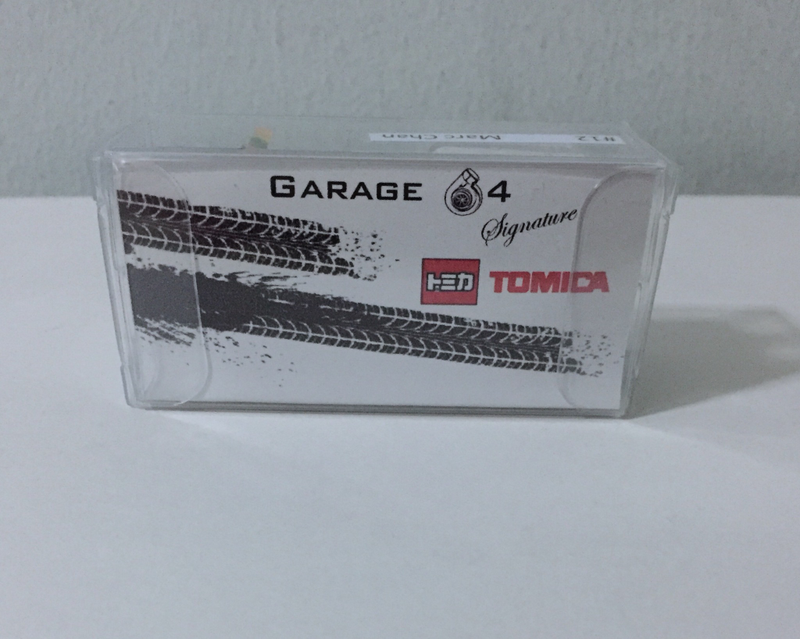 Marc Chan #12
GARAGE 4
Signature
トミカ TOMICA